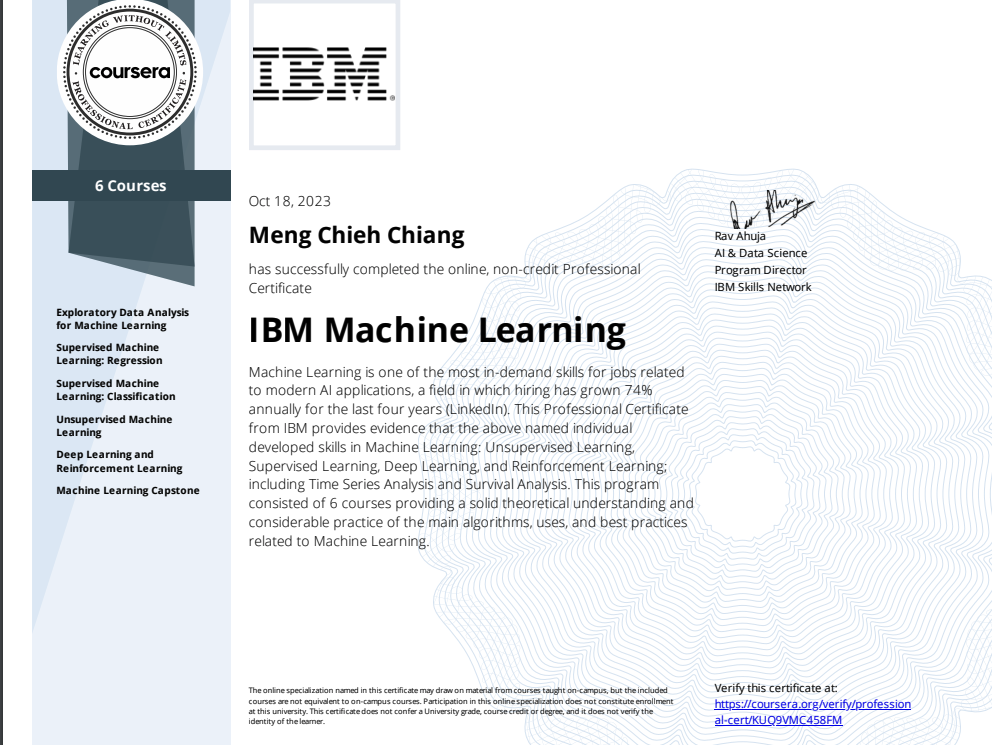 LEARNING WITHOUT LIMITS
coursera
PROFESSIONAL CERTIFICATE
6 Courses
Exploratory Data Analysis
for Machine Learning
Supervised Machine
Learning: Regression
Supervised Machine
Learning: Classification
Unsupervised Machine
Learning
Deep Learning and
Reinforcement Learning
Machine Learning Capstone
IBM®
Oct 18, 2023
Meng Chieh Chiang
has successfully completed the online, non-credit Professional
Certificate
IBM Machine Learning
Machine Learning is one of the most in-demand skills for jobs related
to modern AI applications, a field in which hiring has grown 74%
annually for the last four years (LinkedIn). This Professional Certificate
from IBM provides evidence that the above named individual
developed skills in Machine Learning: Unsupervised Learning,
Supervised Learning, Deep Learning, and Reinforcement Learning;
including Time Series Analysis and Survival Analysis. This program
consisted of 6 courses providing a solid theoretical understanding and
considerable practice of the main algorithms, uses, and best practices
related to Machine Learning.
The online specialization named in this certificate may draw on material from courses taught on-campus, but the included
courses are not equivalent to on-campus courses. Participation in this online specialization does not constitute enrollment
at this university. This certificate does not confer a University grade, course credit or degree, and it does not verify the
identity of the learner.
Rav Ahuja
Rav Ahuja
AI & Data Science
Program Director
IBM Skills Network
Verify this certificate at:
https://coursera.org/verify/profession
al-cert/KUQ9VMC458FM